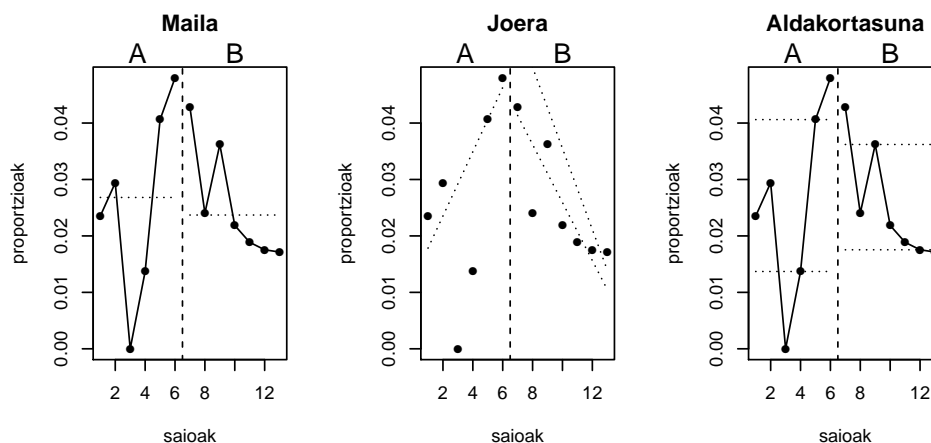 Maila
A B
0.00 0.01 0.02 0.03 0.04
proportzioak
2 4 6 8 12
saioak
Joera
A B
0.00 0.01 0.02 0.03 0.04
proportzioak
2 4 6 8 12
saioak
Aldakortasuna
A B
0.00 0.01 0.02 0.03 0.04
proportzioak
2 4 6 8 12
saioak